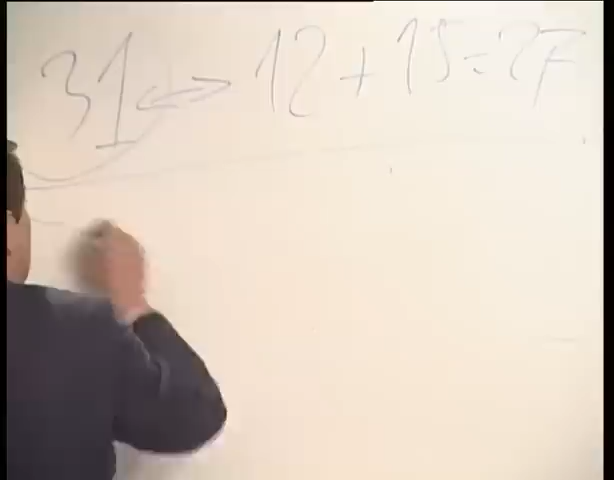 31 ↔ 12 + 15 = 27